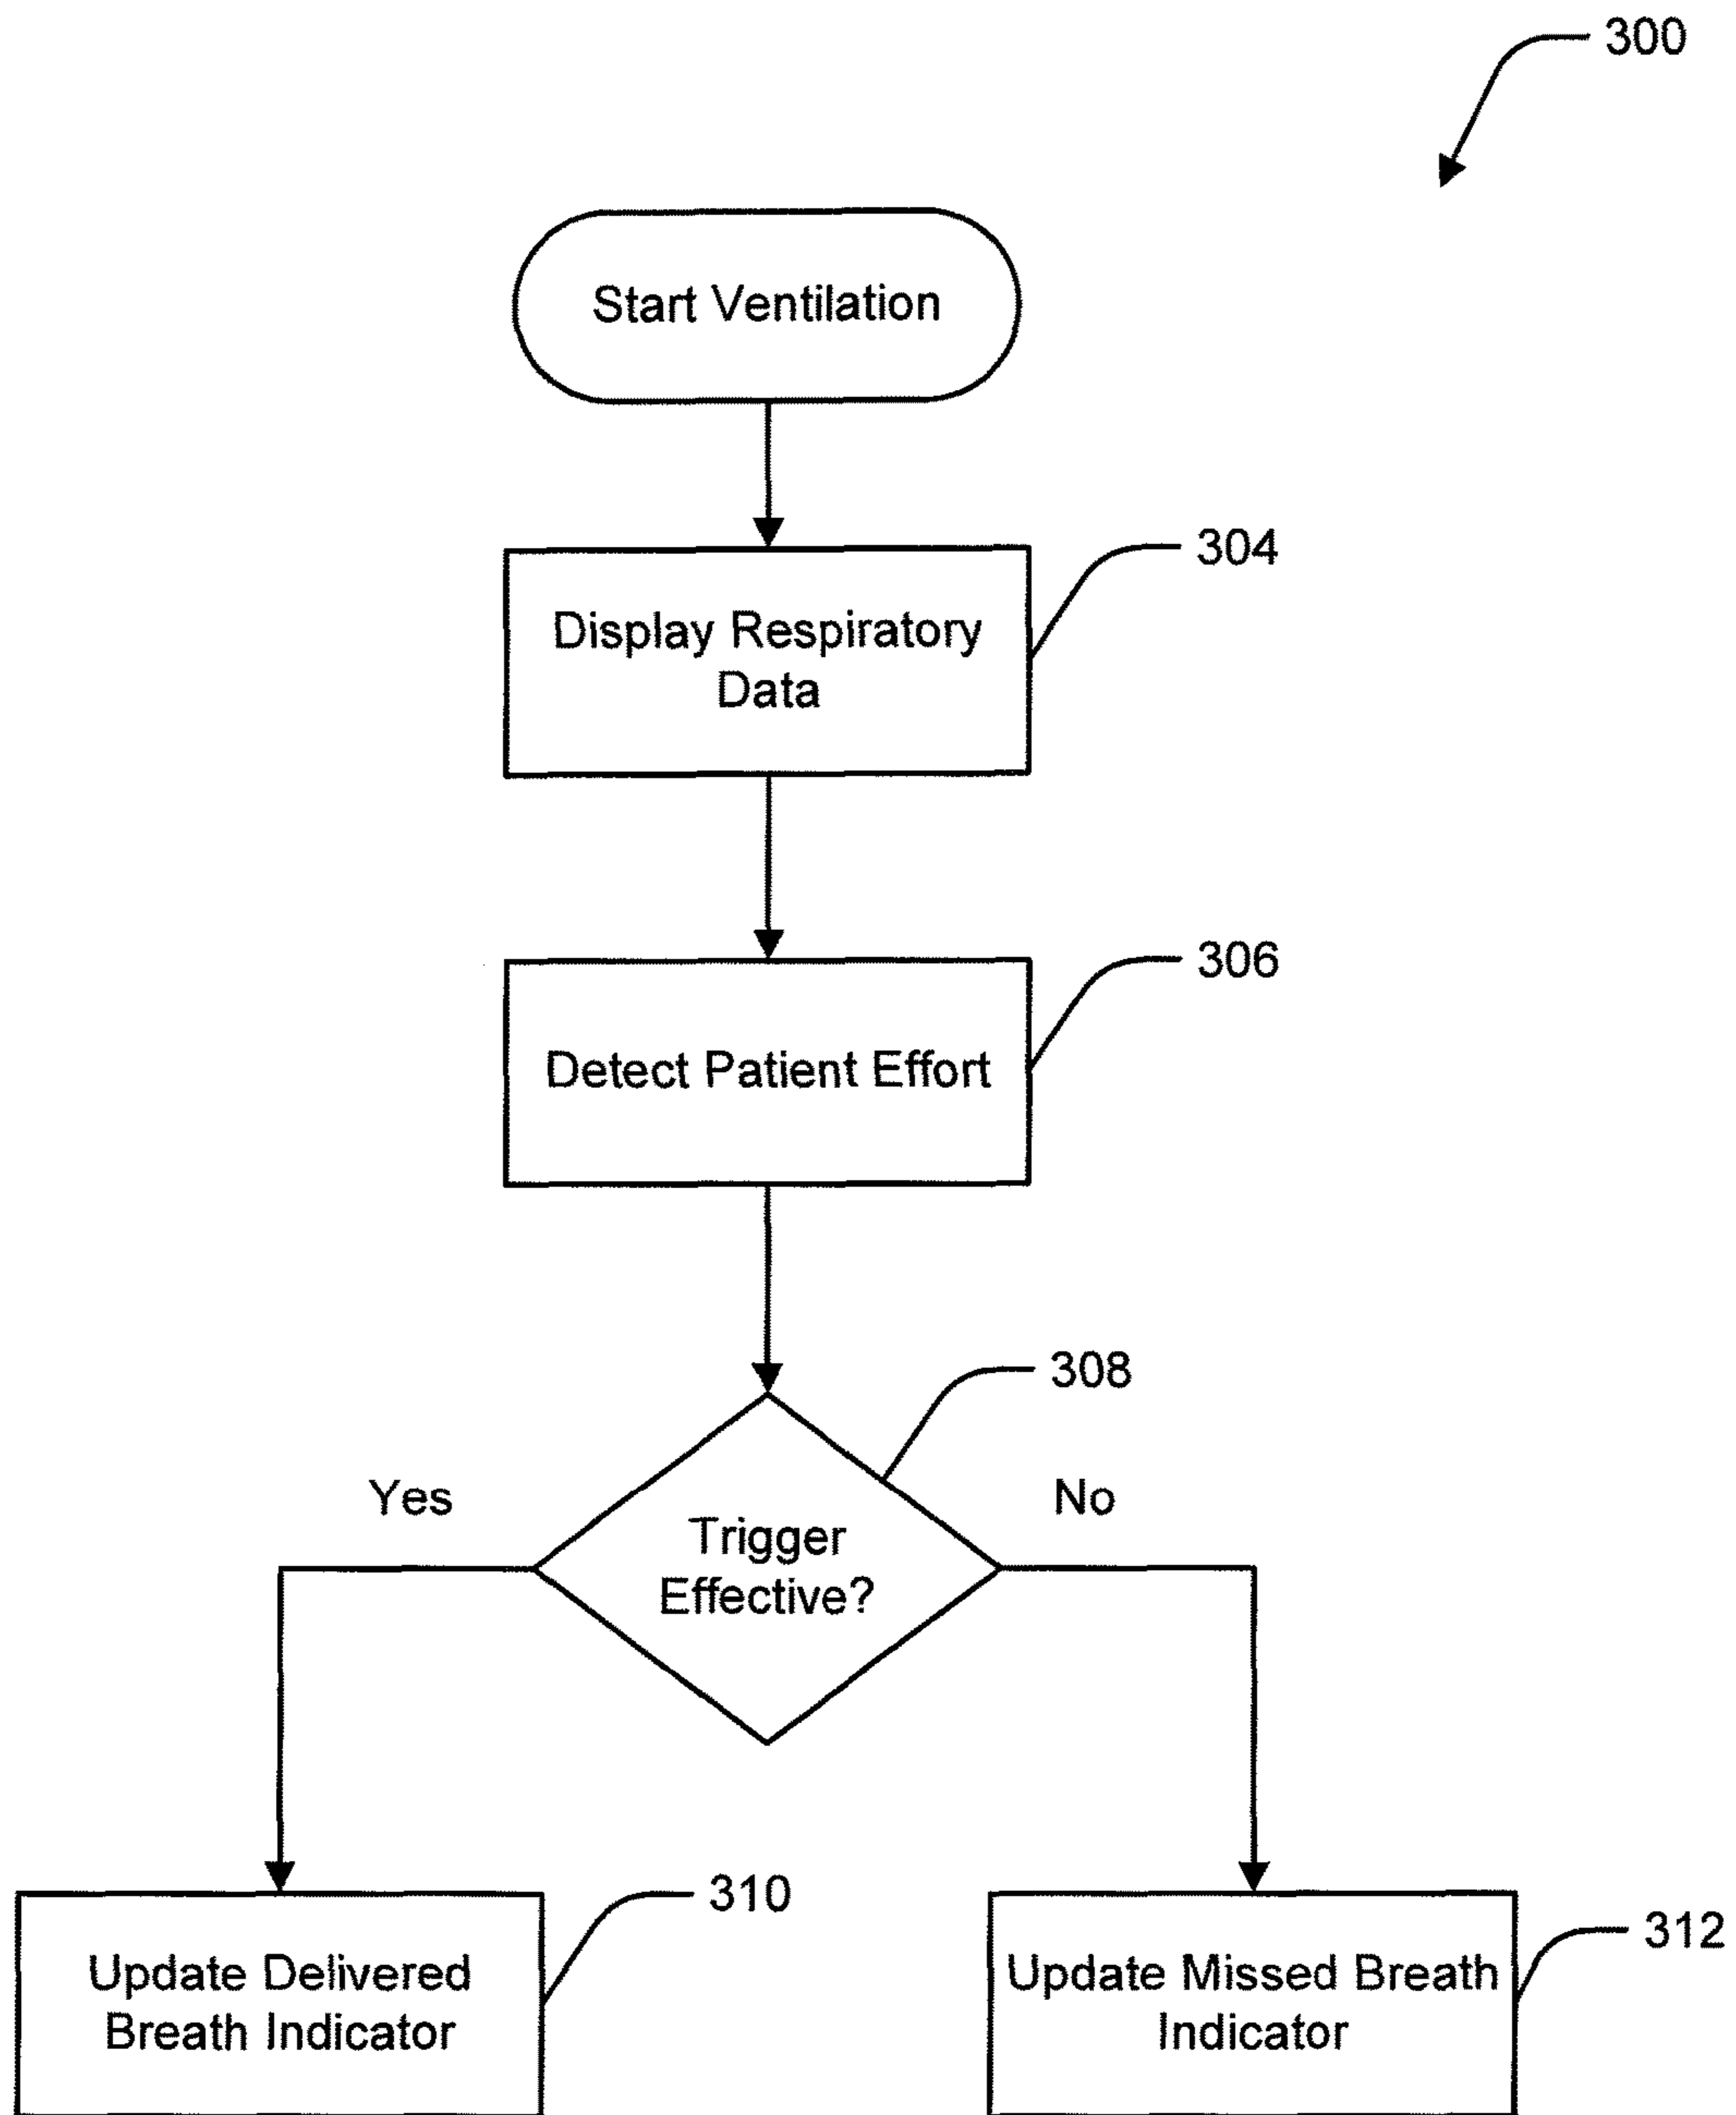 300
Start Ventilation
304
Display Respiratory
Data
306
Detect Patient Effort
308
Yes
No
Trigger
Effective?
310
Update Delivered
Breath Indicator
312
Update Missed Breath
Indicator